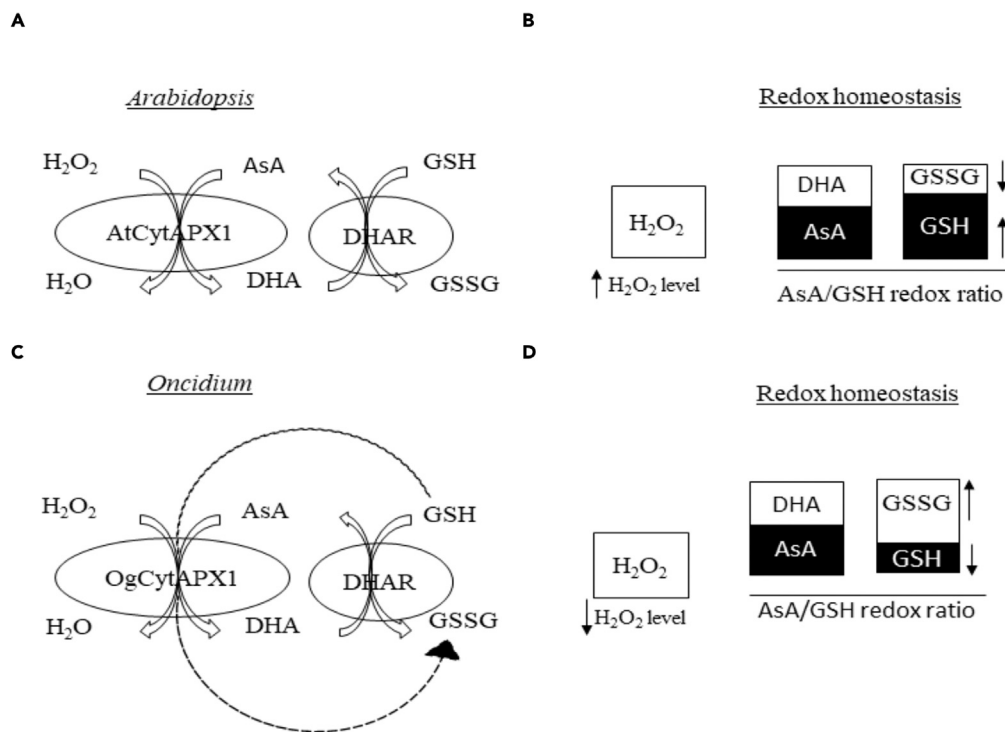 A
B
Arabidopsis
Redox homeostasis
H₂O₂
AsA
GSH
AtCytAPX1
DHAR
H₂O
DHA
GSSG
H₂O₂
↑ H₂O₂ level
DHA
AsA
GSSG ↓
GSH ↑
AsA/GSH redox ratio
C
D
Oncidium
Redox homeostasis
H₂O₂
AsA
GSH
OgCytAPX1
DHAR
H₂O
DHA
GSSG
H₂O₂
↓ H₂O₂ level
DHA
AsA
GSSG ↑
GSH ↓
AsA/GSH redox ratio